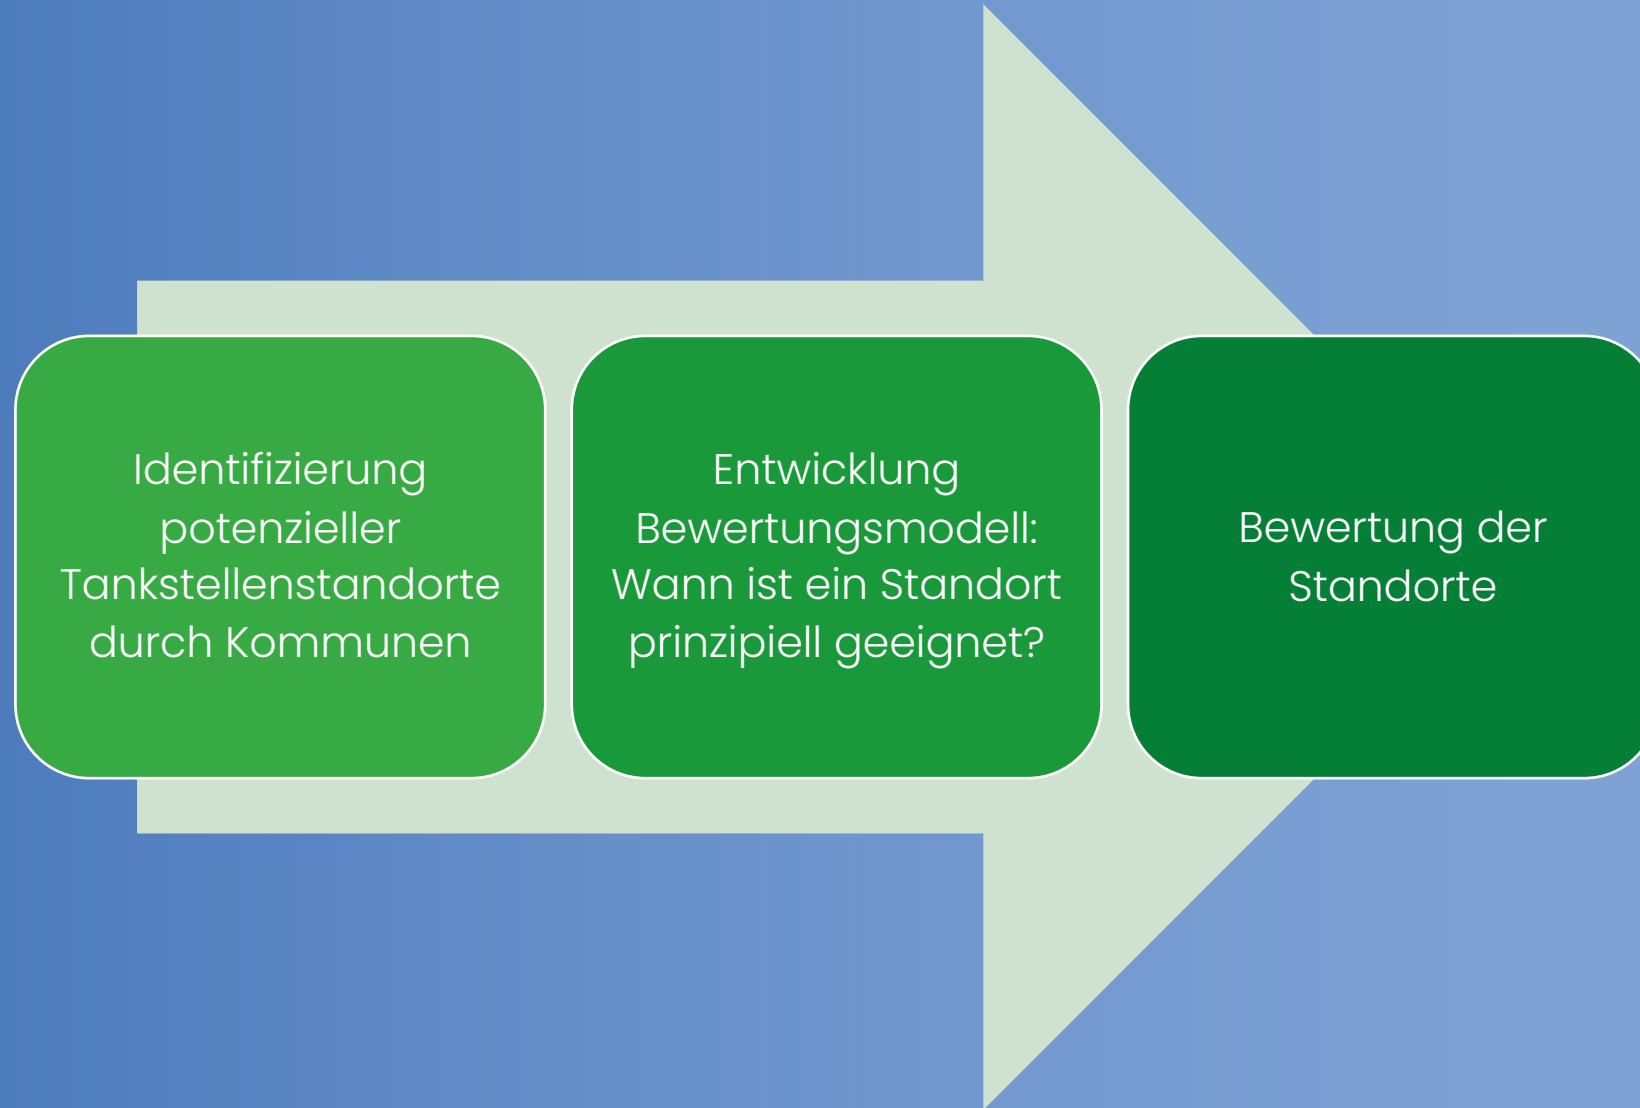 Identifizierung
potenzieller
Tankstellenstandorte
durch Kommunen
Entwicklung
Bewertungsmodell:
Wann ist ein Standort
prinzipiell geeignet?
Bewertung der
Standorte